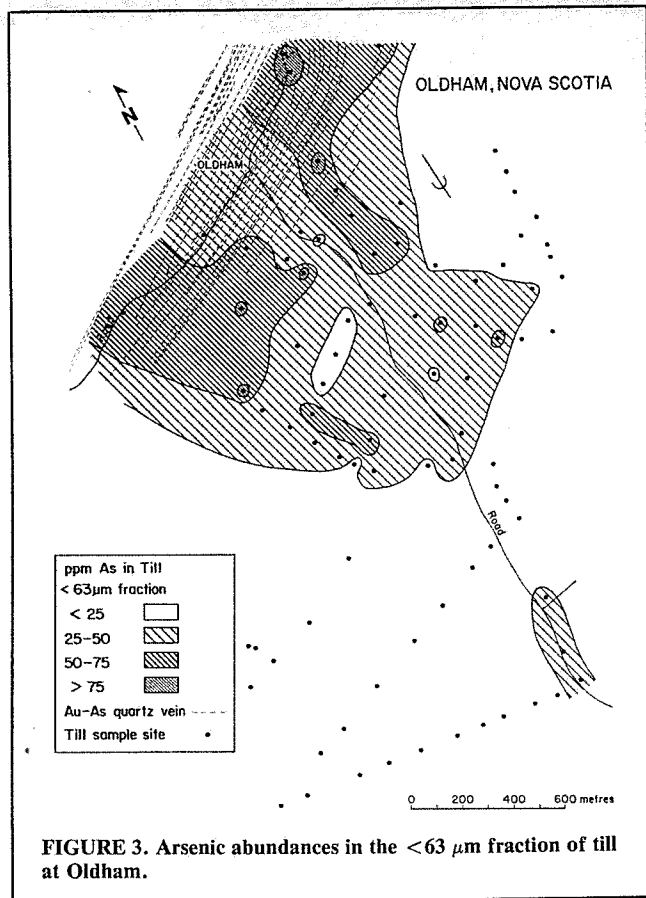 OLDHAM, NOVA SCOTIA
N
OLDHAM
Road
ppm As in Till
< 63µm fraction
< 25
25-50
50-75
> 75
Au-As quartz vein
Till sample site
0 200 400 600 metres
FIGURE 3. Arsenic abundances in the <63 µm fraction of till
at Oldham.